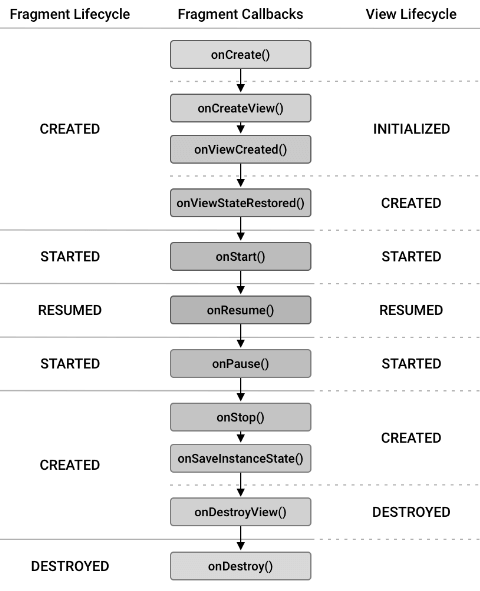 Fragment Lifecycle
Fragment Callbacks
View Lifecycle
onCreate()
onCreateView()
CREATED
INITIALIZED
onViewCreated()
onViewStateRestored()
CREATED
STARTED
onStart()
STARTED
RESUMED
onResume()
RESUMED
STARTED
onPause()
STARTED
onStop()
CREATED
onSaveInstanceState()
CREATED
onDestroyView()
DESTROYED
DESTROYED
onDestroy()